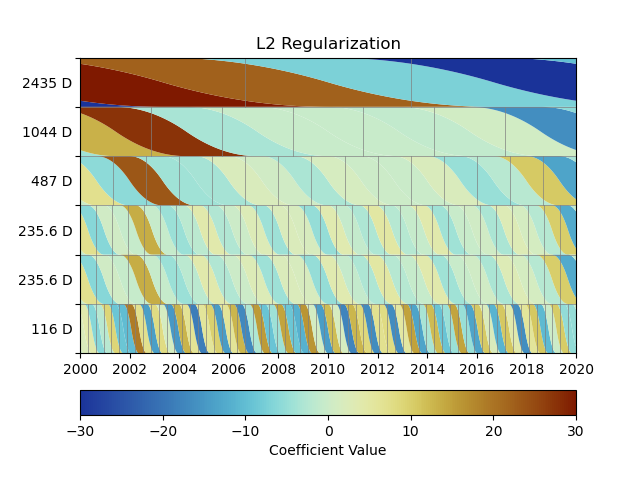 L2 Regularization
2435 D
1044 D
487 D
235.6 D
235.6 D
116 D
2000 2002 2004 2006 2008 2010 2012 2014 2016 2018 2020
−30 −20 −10 0 10 20 30
Coefficient Value